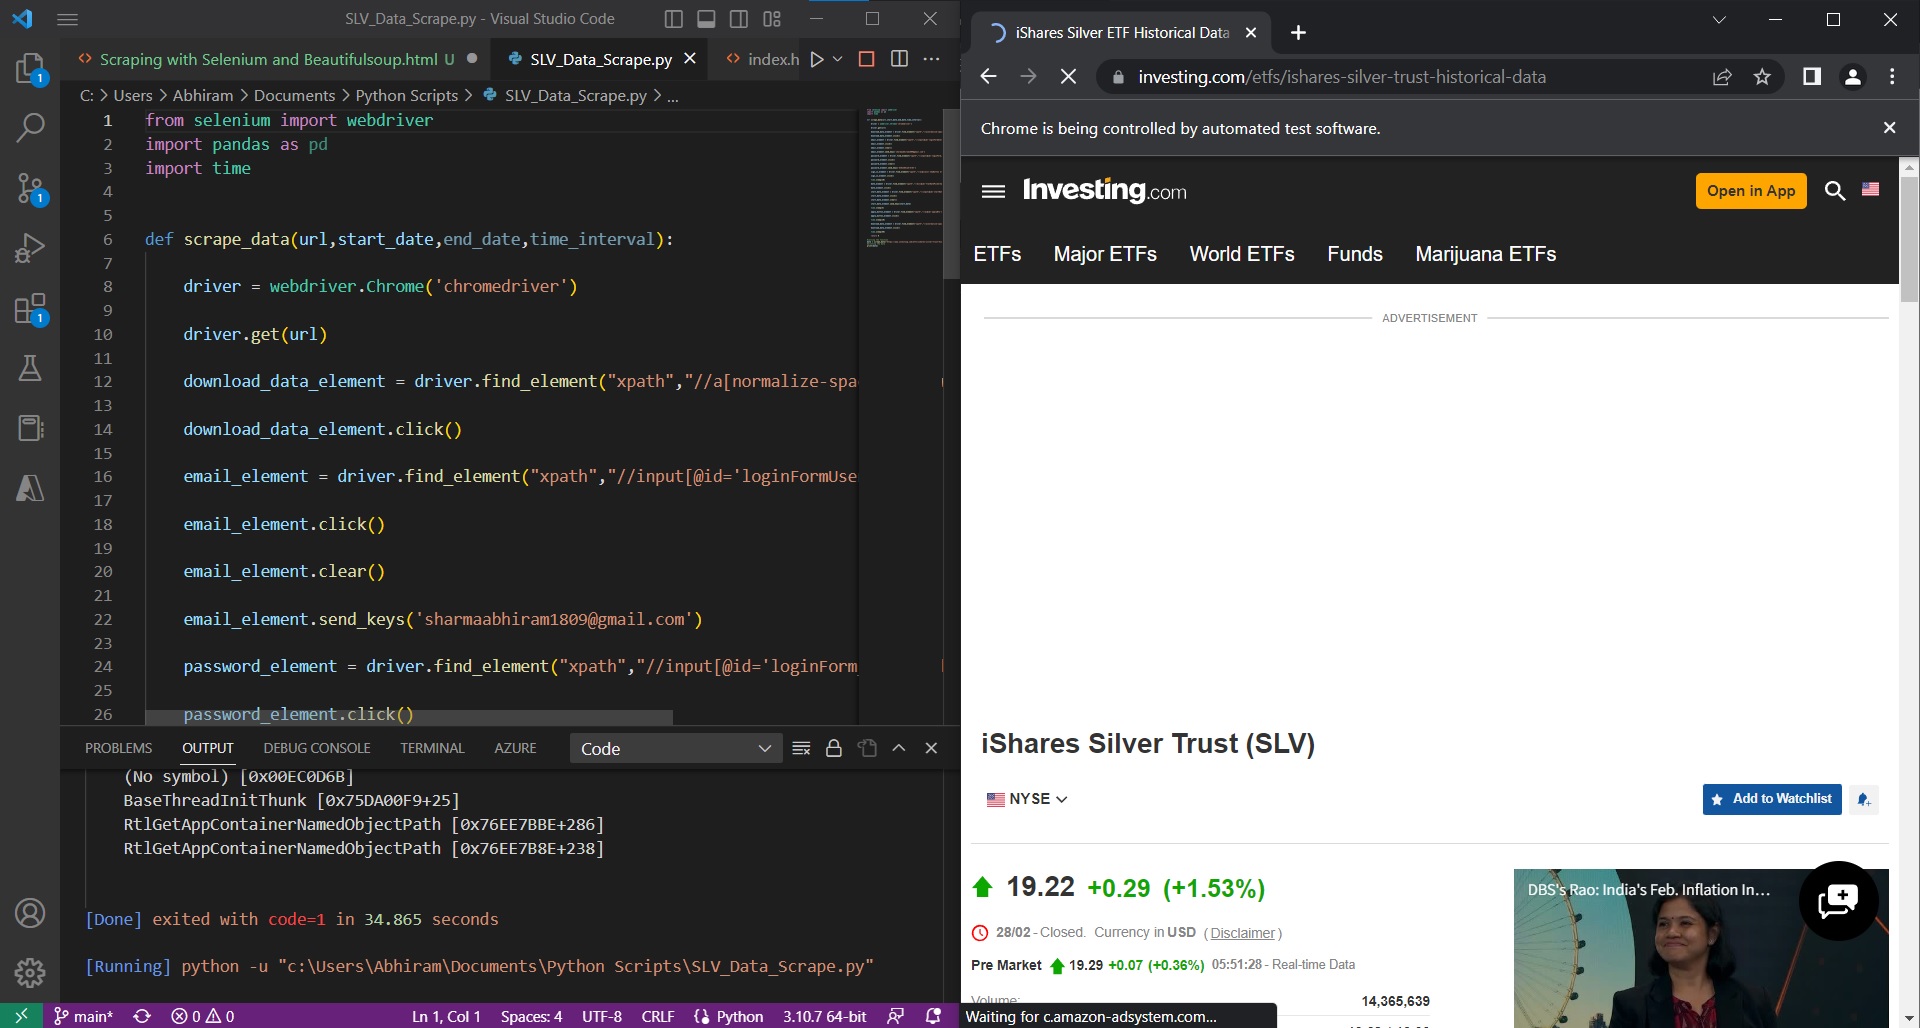 SLV_Data_Scrape.py - Visual Studio Code
Scraping with Selenium and Beautifulsoup.html U
SLV_Data_Scrape.py
index.h
C: > Users > Abhiram > Documents > Python Scripts > SLV_Data_Scrape.py > ...
1 from selenium import webdriver
2 import pandas as pd
3 import time
4
5
6 def scrape_data(url,start_date,end_date,time_interval):
7
8 driver = webdriver.Chrome('chromedriver')
9
10 driver.get(url)
11
12 download_data_element = driver.find_element("xpath","//a[normalize-spa
13
14 download_data_element.click()
15
16 email_element = driver.find_element("xpath","//input[@id='loginFormUse
17
18 email_element.click()
19
20 email_element.clear()
21
22 email_element.send_keys('sharmaabhiram1809@gmail.com')
23
24 password_element = driver.find_element("xpath","//input[@id='loginForm_
25
26 password_element.click()
PROBLEMS OUTPUT DEBUG CONSOLE TERMINAL AZURE Code
(No symbol) [0x00EC0D6B]
BaseThreadInitThunk [0x75DA00F9+25]
RtlGetAppContainerNamedObjectPath [0x76EE7BBE+286]
RtlGetAppContainerNamedObjectPath [0x76EE7B8E+238]
[Done] exited with code=1 in 34.865 seconds
[Running] python -u "c:\Users\Abhiram\Documents\Python Scripts\SLV_Data_Scrape.py"
1
1
1
main* 0 0 Ln 1, Col 1 Spaces: 4 UTF-8 CRLF Python 3.10.7 64-bit
iShares Silver ETF Historical Data
investing.com/etfs/ishares-silver-trust-historical-data
Chrome is being controlled by automated test software.
Investing.com
Open in App
ETFs Major ETFs World ETFs Funds Marijuana ETFs
ADVERTISEMENT
iShares Silver Trust (SLV)
NYSE
Add to Watchlist
19.22 +0.29 (+1.53%)
28/02 - Closed. Currency in USD ( Disclaimer )
Pre Market 19.29 +0.07 (+0.36%) 05:51:28 - Real-time Data
Volume: 14,365,639
DBS's Rao: India's Feb. Inflation In...
Waiting for c.amazon-adsystem.com...